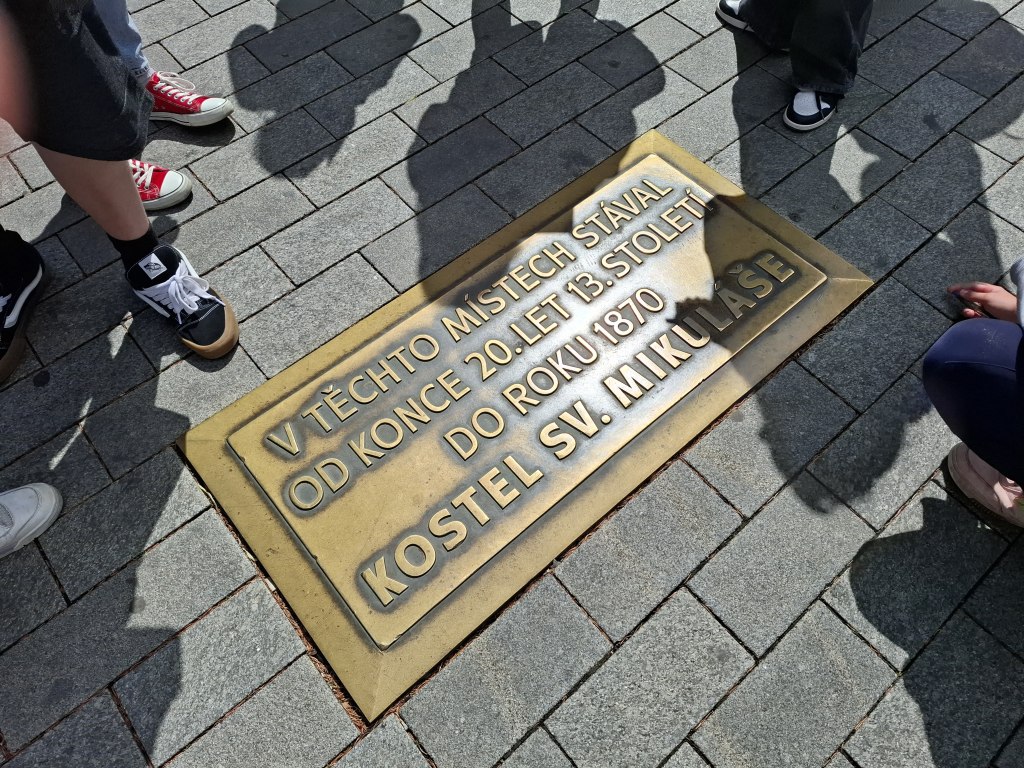 V TĚCHTO MÍSTECH STÁVAL
OD KONCE 20. LET 13. STOLETÍ
DO ROKU 1870
KOSTEL SV. MIKULÁŠE